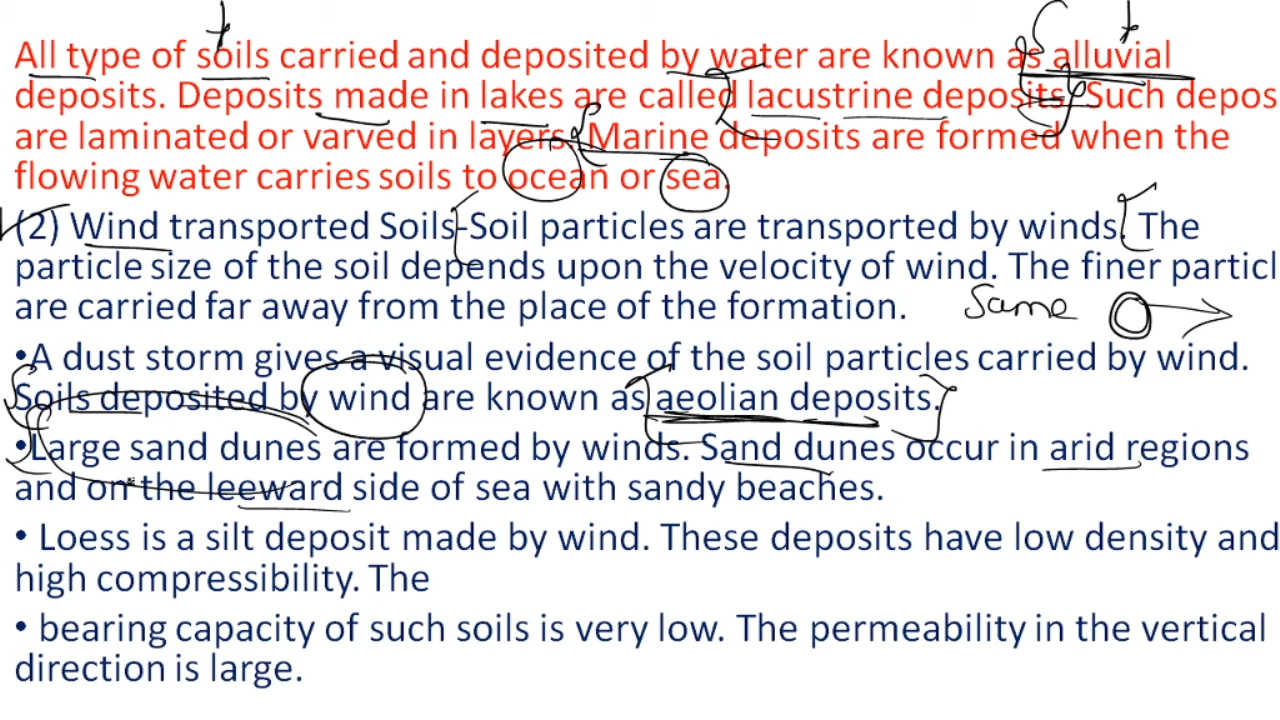 All type of soils carried and deposited by water are known as alluvial
deposits. Deposits made in lakes are called lacustrine deposits. Such depos
are laminated or varved in layers. Marine deposits are formed when the
flowing water carries soils to ocean or sea.
(2) Wind transported Soils-Soil particles are transported by winds. The
particle size of the soil depends upon the velocity of wind. The finer particl
are carried far away from the place of the formation.
Same
•A dust storm gives a visual evidence of the soil particles carried by wind.
Soils deposited by wind are known as aeolian deposits.
•Large sand dunes are formed by winds. Sand dunes occur in arid regions
and on the leeward side of sea with sandy beaches.
• Loess is a silt deposit made by wind. These deposits have low density and
high compressibility. The
• bearing capacity of such soils is very low. The permeability in the vertical
direction is large.